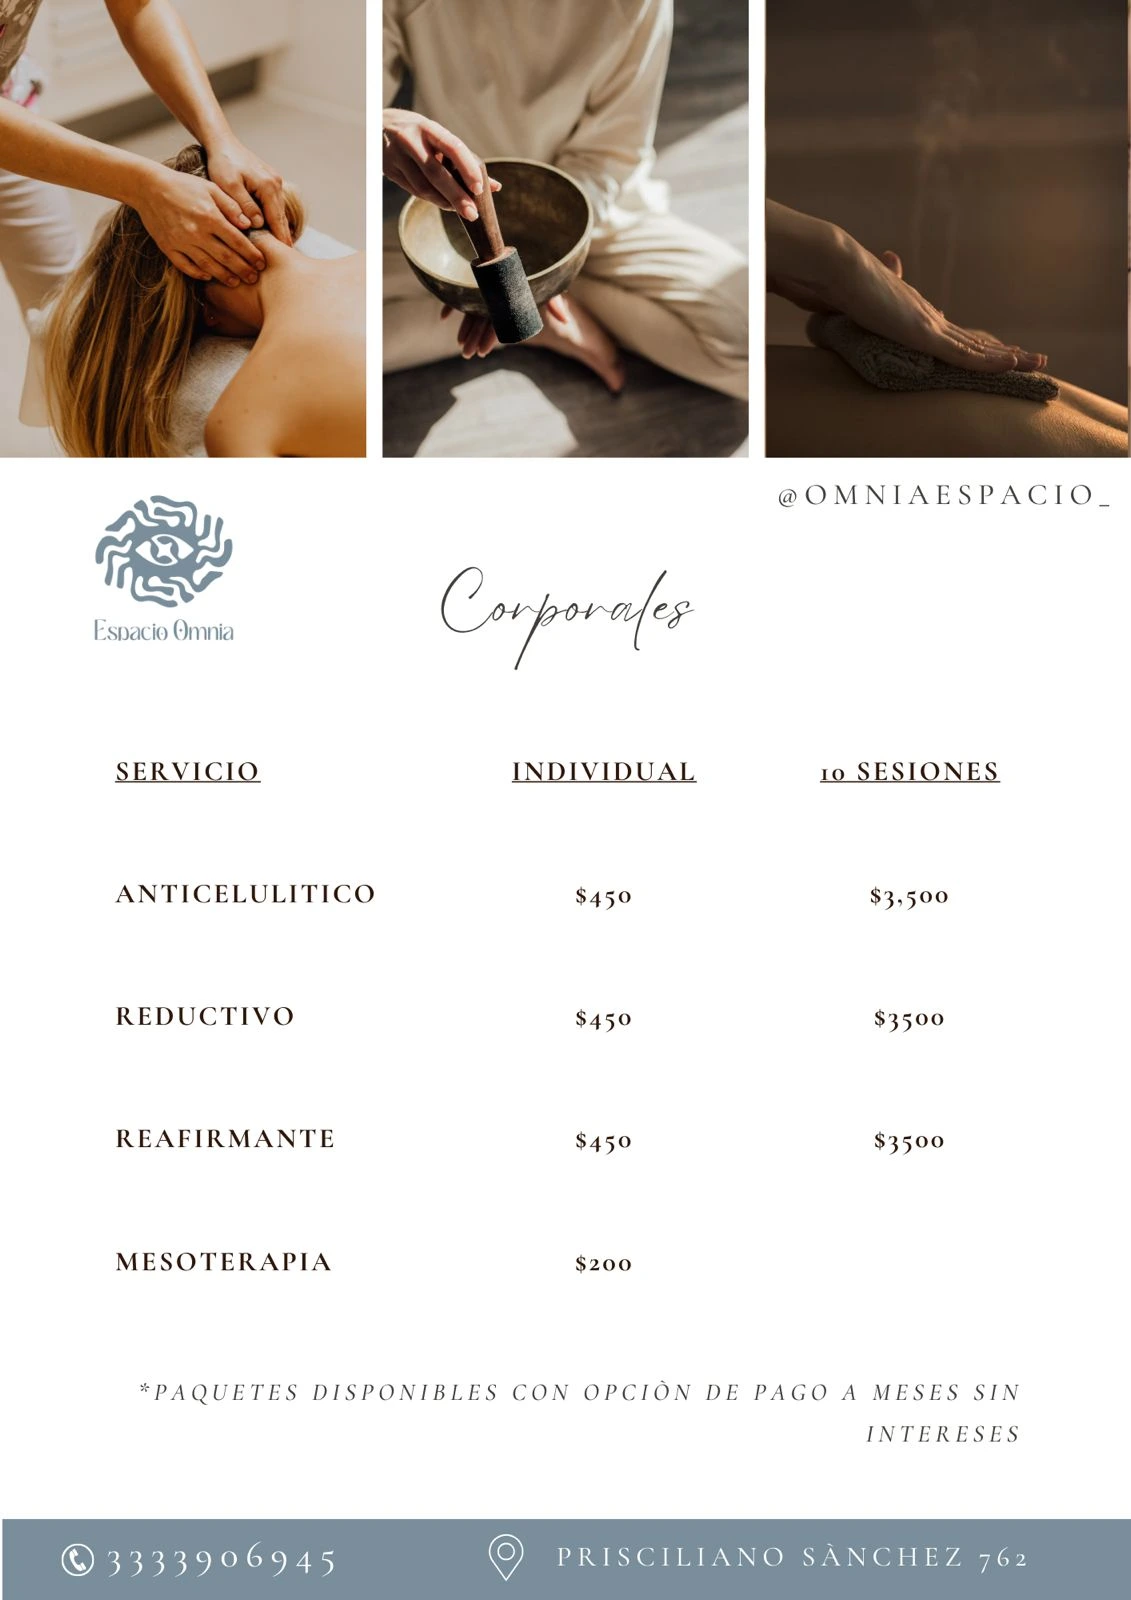 @OMNIAESPACIO_
Espacio Omnia
Corporales
SERVICIO INDIVIDUAL 10 SESIONES
ANTICELULITICO $450 $3,500
REDUCTIVO $450 $3500
REAFIRMANTE $450 $3500
MESOTERAPIA $200
*PAQUETES DISPONIBLES CON OPCIÒN DE PAGO A MESES SIN
INTERESES
3333906945 PRISCILIANO SÀNCHEZ 762